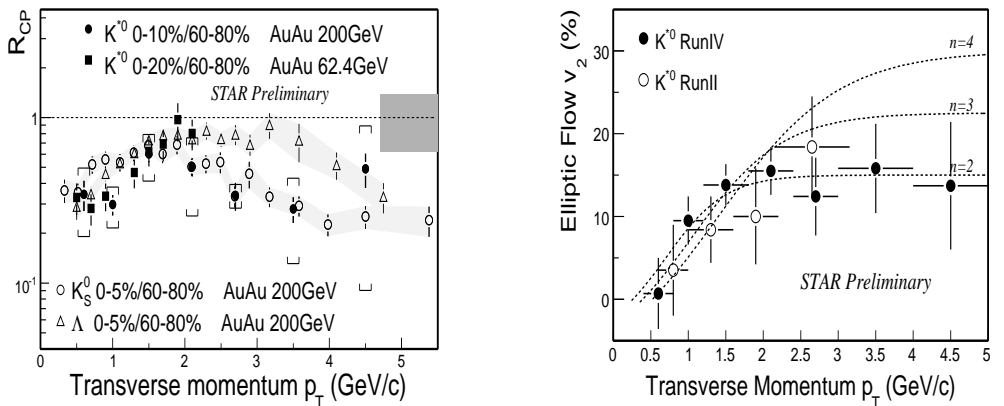 R_CP
K*0 0-10%/60-80% AuAu 200GeV
K*0 0-20%/60-80% AuAu 62.4GeV
STAR Preliminary
1
10^-1
K_S^0 0-5%/60-80% AuAu 200GeV
Λ 0-5%/60-80% AuAu 200GeV
0 1 2 3 4 5
Transverse momentum p_T (GeV/c)
Elliptic Flow v_2 (%)
K*0 RunIV
K*0 RunII
n=4
n=3
n=2
30
20
10
0
STAR Preliminary
0 0.5 1 1.5 2 2.5 3 3.5 4 4.5 5
Transverse Momentum p_T (GeV/c)